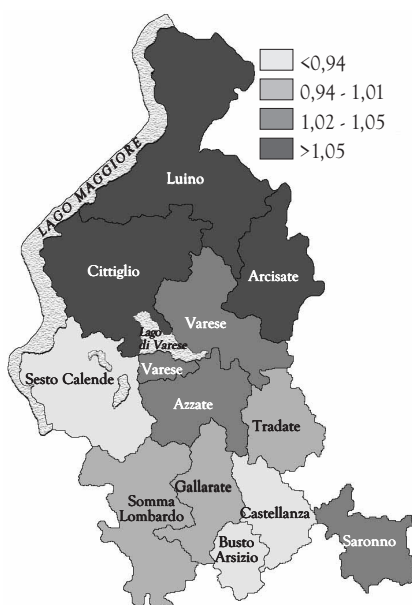 <0,94
0,94 - 1,01
1,02 - 1,05
>1,05
LAGO MAGGIORE
Luino
Cittiglio
Arcisate
Varese
Lago
di Varese
Varese
Sesto Calende
Azzate
Tradate
Gallarate
Somma
Lombardo
Castellanza
Busto
Arsizio
Saronno